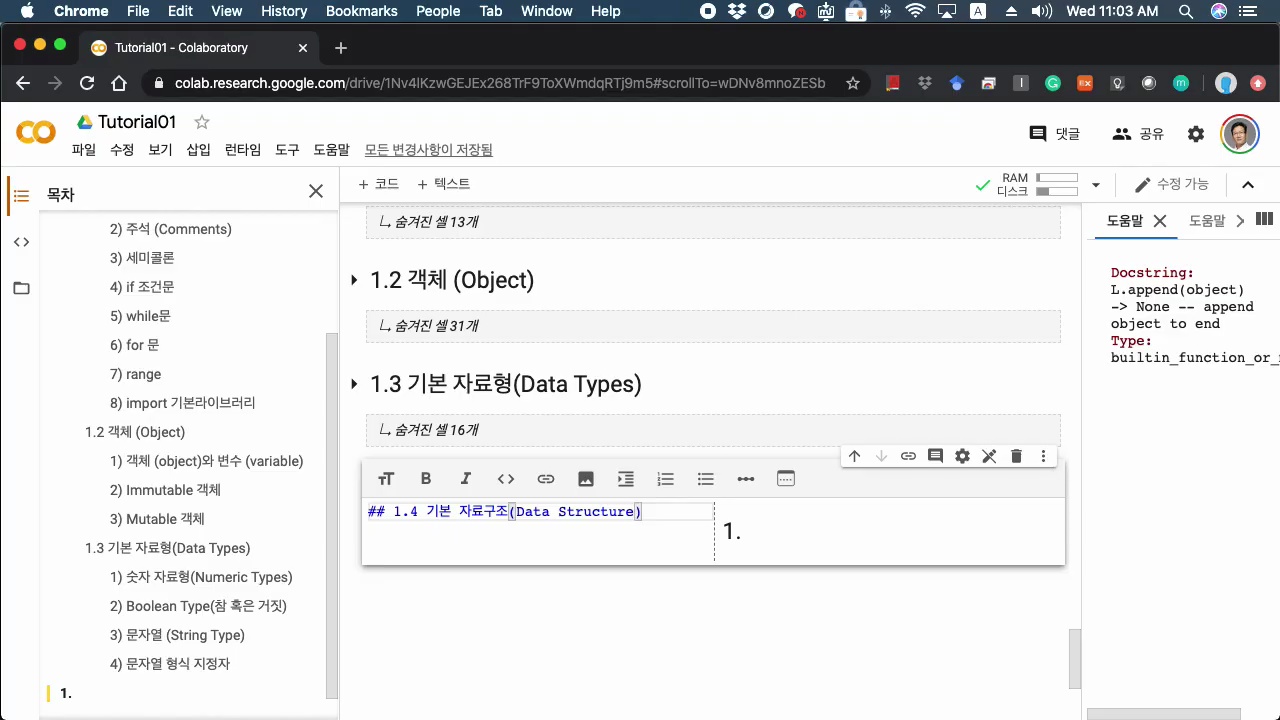 Chrome File Edit View History Bookmarks People Tab Window Help A Wed 11:03 AM
Tutorial01 - Colaboratory
colab.research.google.com/drive/1Nv4lKzwGEJEx268TrF9ToXWmdqRTj9m5#scrollTo=wDNv8mnoZESb
Tutorial01
댓글 공유
파일 수정 보기 삽입 런타임 도구 도움말 모든 변경사항이 저장됨
목차
+ 코드 + 텍스트
RAM
디스크
수정 가능
2) 주석 (Comments)
3) 세미콜론
4) if 조건문
5) while문
6) for 문
7) range
8) import 기본라이브러리
1.2 객체 (Object)
1) 객체 (object)와 변수 (variable)
2) Immutable 객체
3) Mutable 객체
1.3 기본 자료형(Data Types)
1) 숫자 자료형(Numeric Types)
2) Boolean Type(참 혹은 거짓)
3) 문자열 (String Type)
4) 문자열 형식 지정자
1.
숨겨진 셀 13개
1.2 객체 (Object)
숨겨진 셀 31개
1.3 기본 자료형(Data Types)
숨겨진 셀 16개
## 1.4 기본 자료구조(Data Structure)
1.
도움말 도움말
Docstring:
L.append(object)
-> None -- append
object to end
Type:
builtin_function_or_